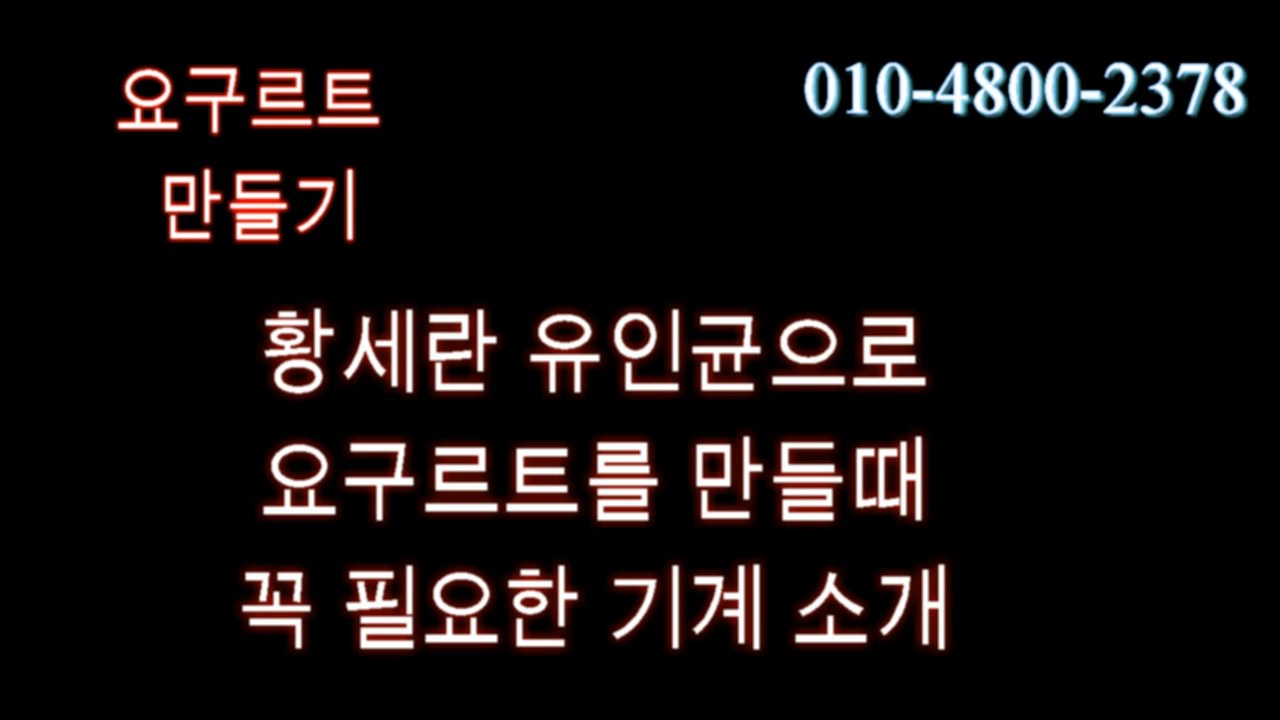 요구르트
010-4800-2378
만들기
황세란 유인균으로
요구르트를 만들때
꼭 필요한 기계 소개